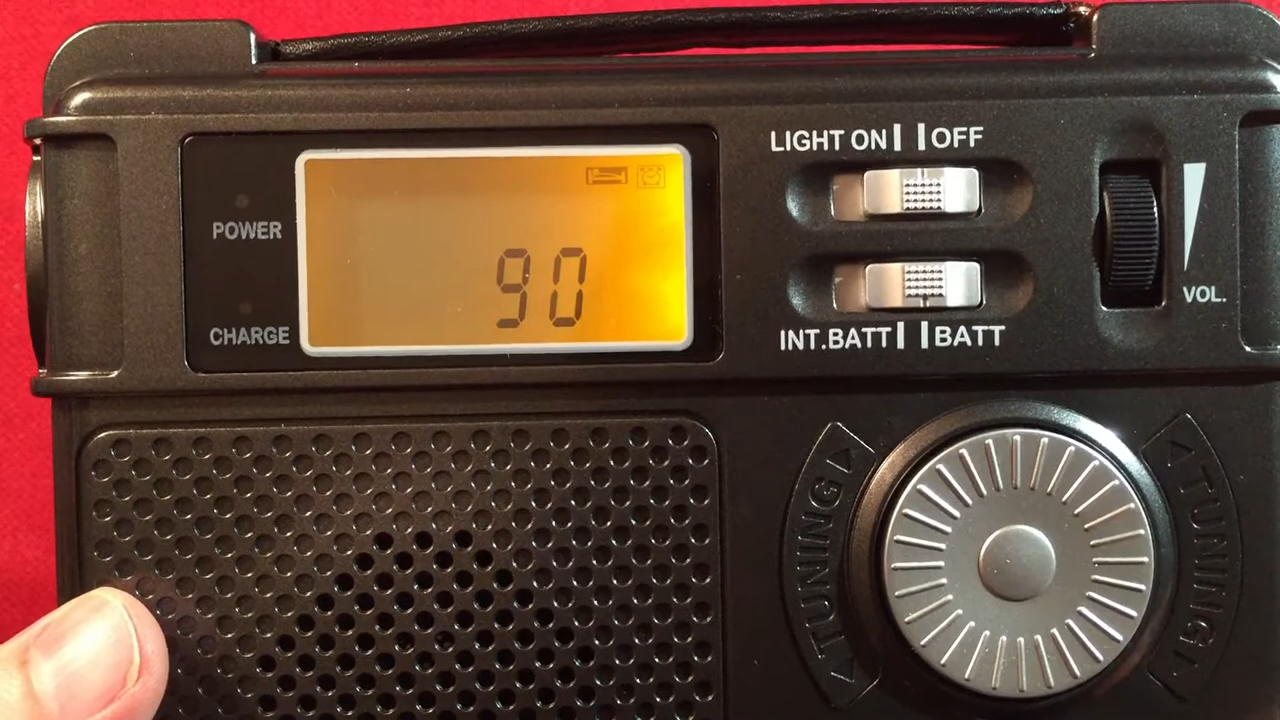 LIGHT ON OFF
POWER
90
CHARGE
VOL.
INT.BATT BATT
TUNING
TUNING